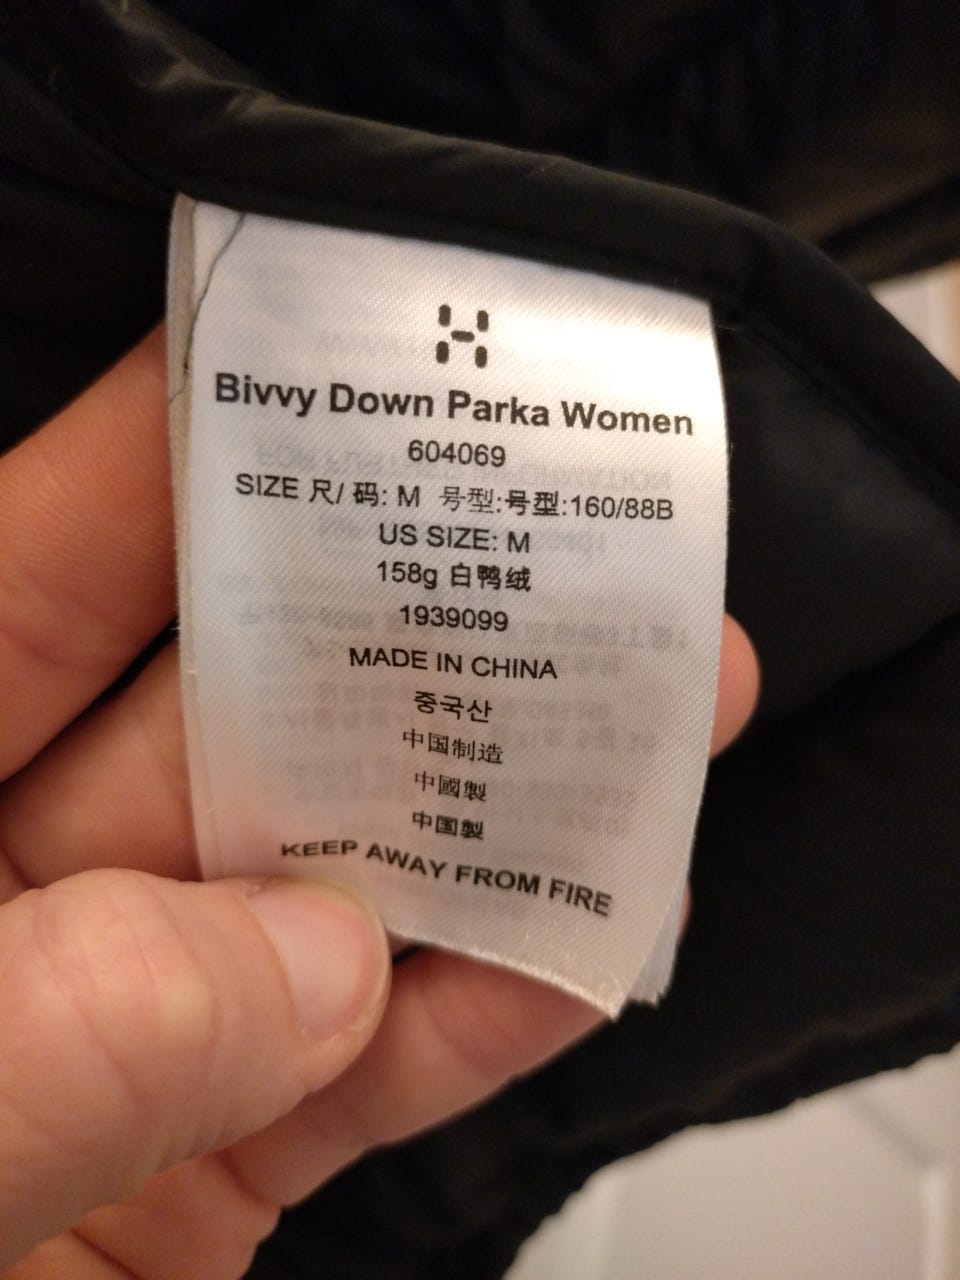 Bivvy Down Parka Women
604069
SIZE 尺/ 码: M 号型:号型:160/88B
US SIZE: M
158g 白鸭绒
1939099
MADE IN CHINA
중국산
中国制造
中國製
中国製
KEEP AWAY FROM FIRE